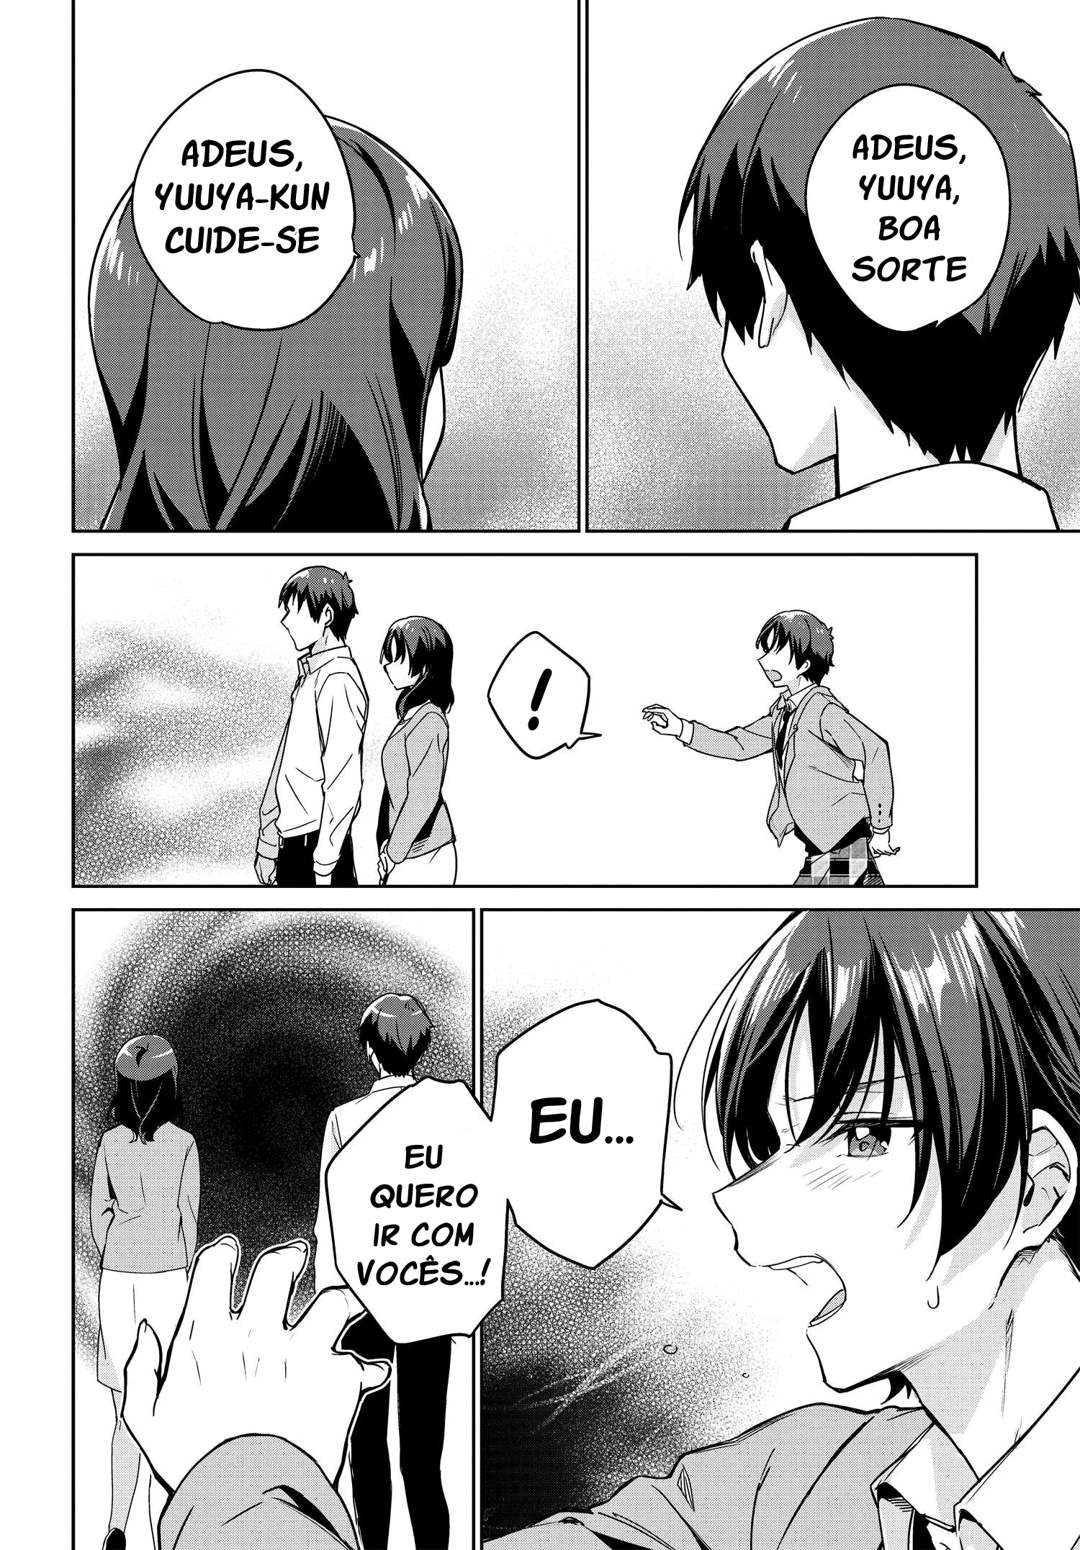 ADEUS,
YUUYA,
BOA
SORTE
ADEUS,
YUUYA-KUN
CUIDE-SE
!
EU...
EU
QUERO
IR COM
VOCÊS...!